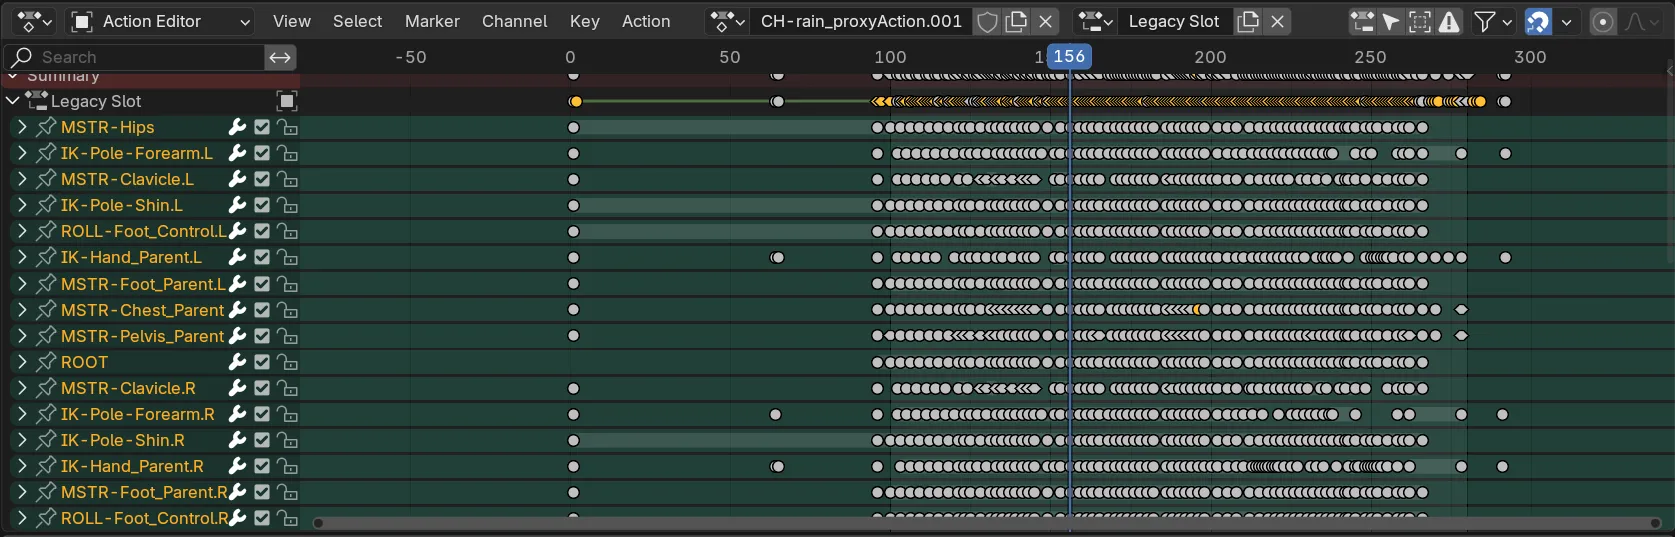 Action Editor View Select Marker Channel Key Action CH-rain_proxyAction.001 Legacy Slot
Search -50 0 50 100 156 200 250 300
Summary
Legacy Slot
MSTR-Hips
IK-Pole-Forearm.L
MSTR-Clavicle.L
IK-Pole-Shin.L
ROLL-Foot_Control.L
IK-Hand_Parent.L
MSTR-Foot_Parent.L
MSTR-Chest_Parent
MSTR-Pelvis_Parent
ROOT
MSTR-Clavicle.R
IK-Pole-Forearm.R
IK-Pole-Shin.R
IK-Hand_Parent.R
MSTR-Foot_Parent.R
ROLL-Foot_Control.R